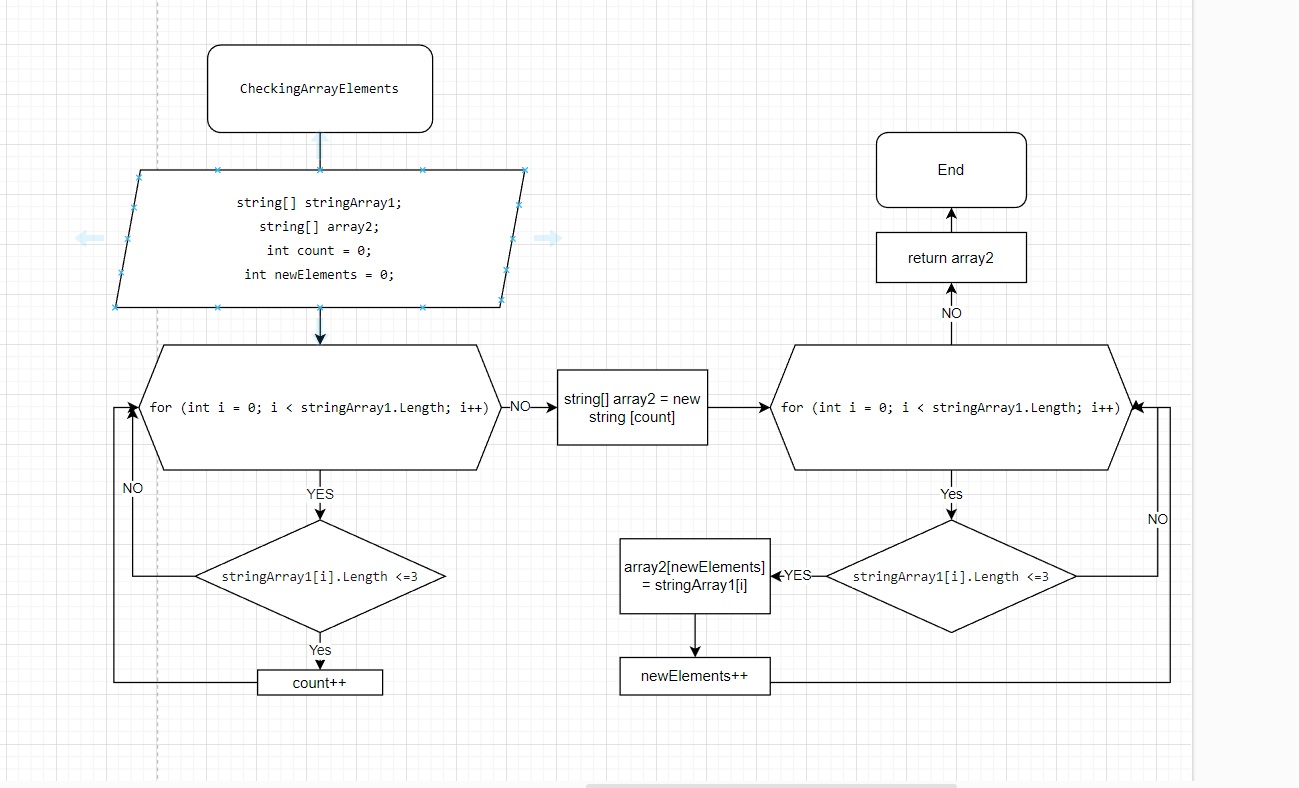 CheckingArrayElements
string[] stringArray1;
string[] array2;
int count = 0;
int newElements = 0;
for (int i = 0; i < stringArray1.Length; i++)
NO
YES
stringArray1[i].Length <=3
NO
Yes
count++
string[] array2 = new
string [count]
for (int i = 0; i < stringArray1.Length; i++)
Yes
stringArray1[i].Length <=3
NO
YES
array2[newElements]
= stringArray1[i]
newElements++
NO
return array2
End